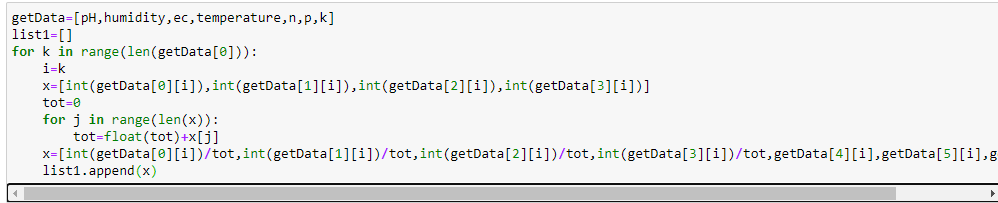 getData=[pH,humidity,ec,temperature,n,p,k]
list1=[]
for k in range(len(getData[0])):
    i=k
    x=[int(getData[0][i]),int(getData[1][i]),int(getData[2][i]),int(getData[3][i])]
    tot=0
    for j in range(len(x)):
        tot=float(tot)+x[j]
    x=[int(getData[0][i])/tot,int(getData[1][i])/tot,int(getData[2][i])/tot,int(getData[3][i])/tot,getData[4][i],getData[5][i],g
    list1.append(x)